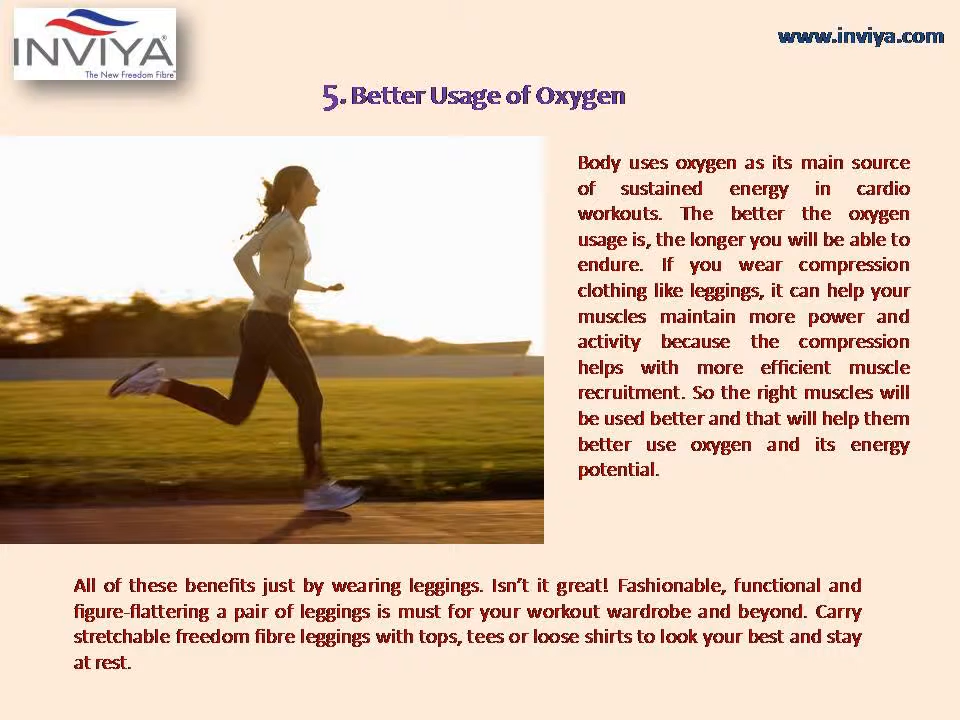 INVIYA®
The New Freedom Fibre™
www.inviya.com
5. Better Usage of Oxygen
Body uses oxygen as its main source
of sustained energy in cardio
workouts. The better the oxygen
usage is, the longer you will be able to
endure. If you wear compression
clothing like leggings, it can help your
muscles maintain more power and
activity because the compression
helps with more efficient muscle
recruitment. So the right muscles will
be used better and that will help them
better use oxygen and its energy
potential.
All of these benefits just by wearing leggings. Isn't it great! Fashionable, functional and
figure-flattering a pair of leggings is must for your workout wardrobe and beyond. Carry
stretchable freedom fibre leggings with tops, tees or loose shirts to look your best and stay
at rest.